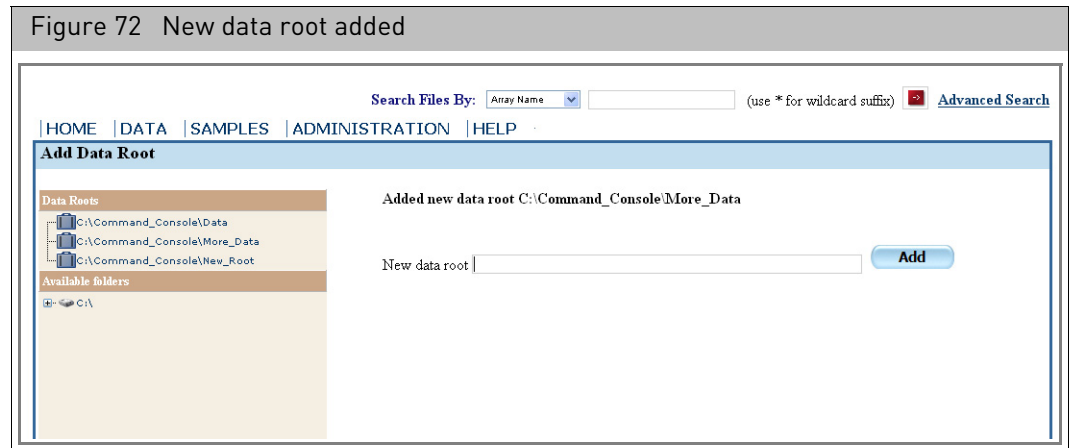 Figure 72 New data root added
Search Files By: Array Name (use * for wildcard suffix) Advanced Search
|HOME |DATA |SAMPLES |ADMINISTRATION |HELP
Add Data Root
Data Roots
C:\Command_Console\Data
C:\Command_Console\More_Data
C:\Command_Console\New_Root
Available folders
C:\
Added new data root C:\Command_Console\More_Data
New data root Add